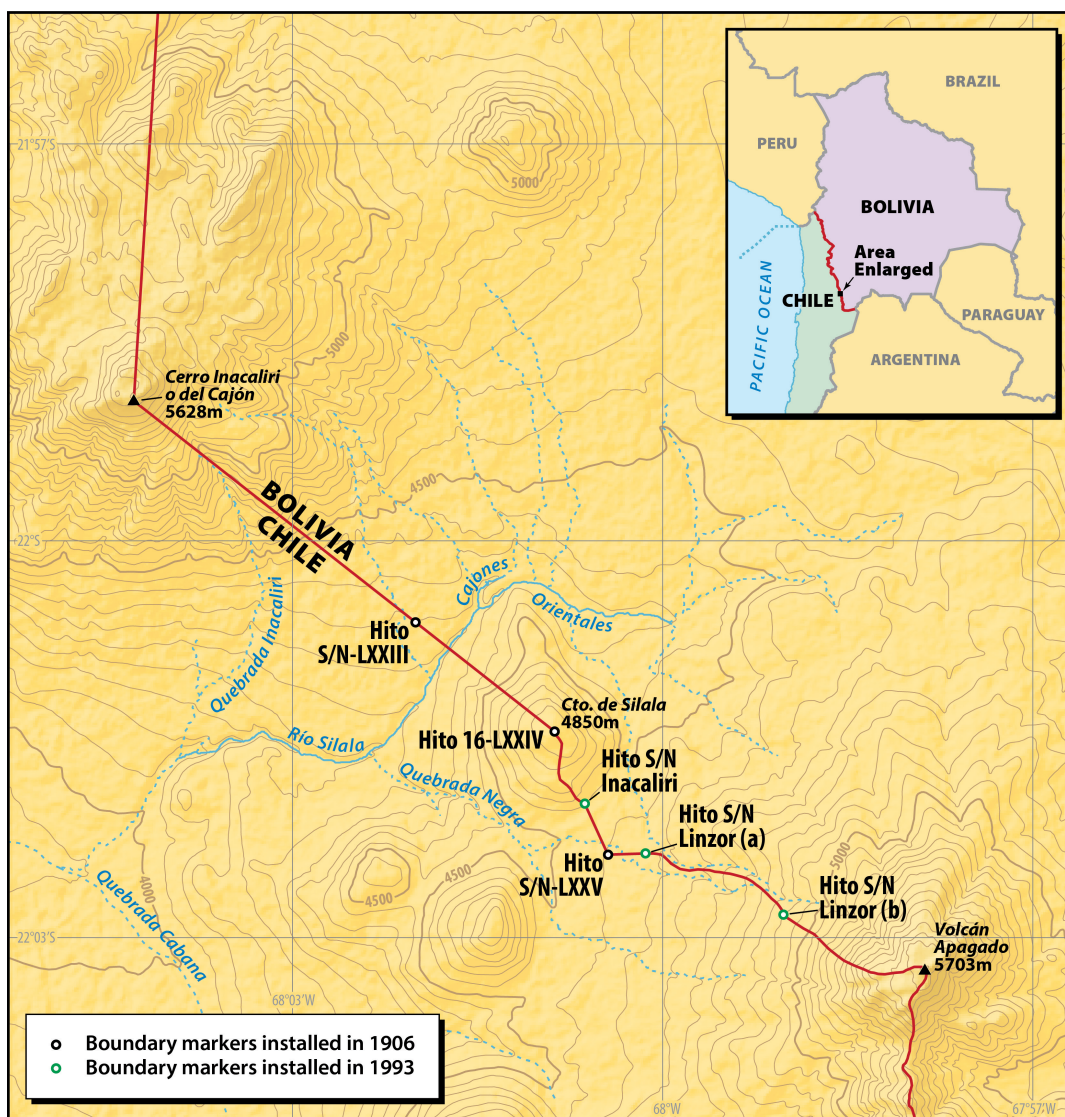 BRAZIL
PERU
BOLIVIA
Area
Enlarged
CHILE
PACIFIC OCEAN
PARAGUAY
ARGENTINA
21°57'S
5000
5000
Cerro Inacaliri
o del Cajón
5628m
4500
BOLIVIA
CHILE
22°S
Cajones
Orientales
Quebrada Inacaliri
Hito
S/N-LXXIII
Cto. de Silala
4850m
Río Silala
Hito 16-LXXIV
Hito S/N
Inacaliri
Quebrada Negra
Hito S/N
Linzor (a)
Hito
S/N-LXXV
5000
4500
4500
4000
Quebrada Cabana
Hito S/N
Linzor (b)
22°03'S
Volcán
Apagado
5703m
68°03'W
Boundary markers installed in 1906
Boundary markers installed in 1993
68°W
67°57'W